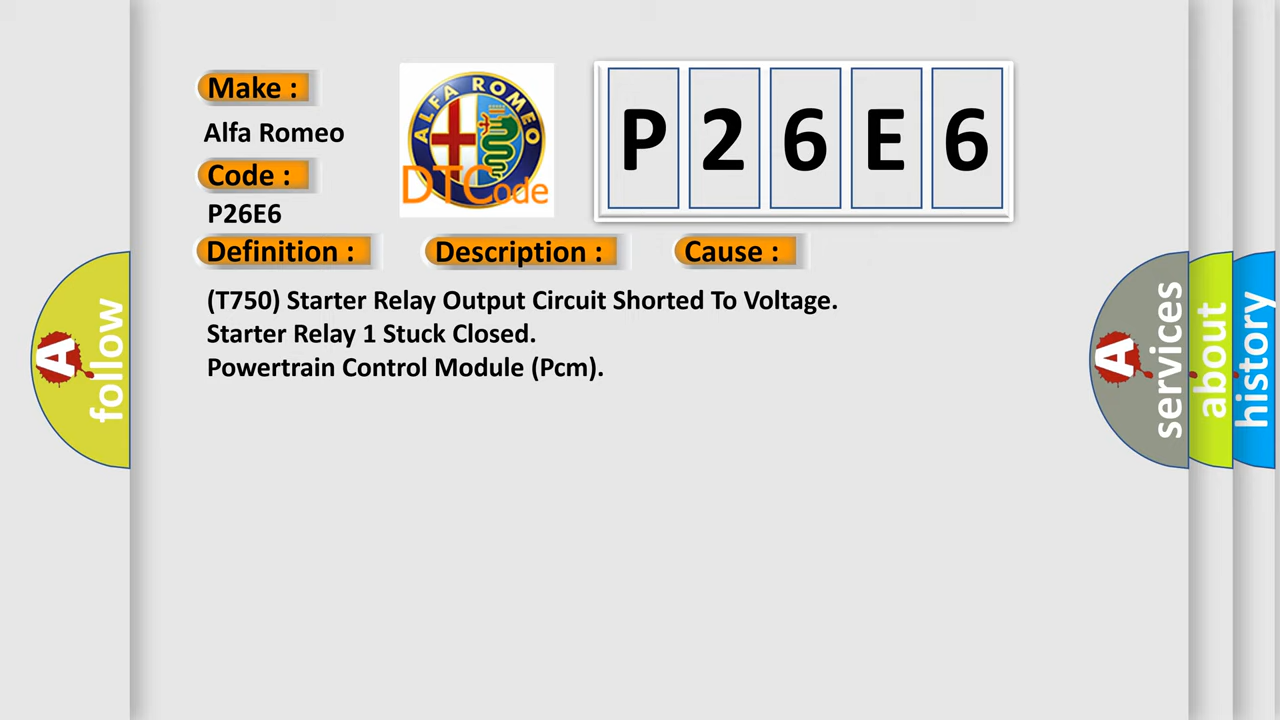 Make :
Alfa Romeo
Code :
P26E6
ALFA ROMEO
DTCode
P 2 6 E 6
Definition :
Description :
Cause :
(T750) Starter Relay Output Circuit Shorted To Voltage.
Starter Relay 1 Stuck Closed.
Powertrain Control Module (Pcm).
A follow
A services
about
history